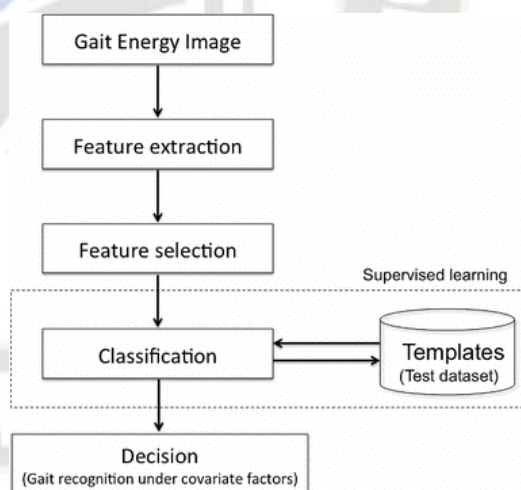 Gait Energy Image
Feature extraction
Feature selection
Supervised learning
Classification
Templates
(Test dataset)
Decision
(Gait recognition under covariate factors)